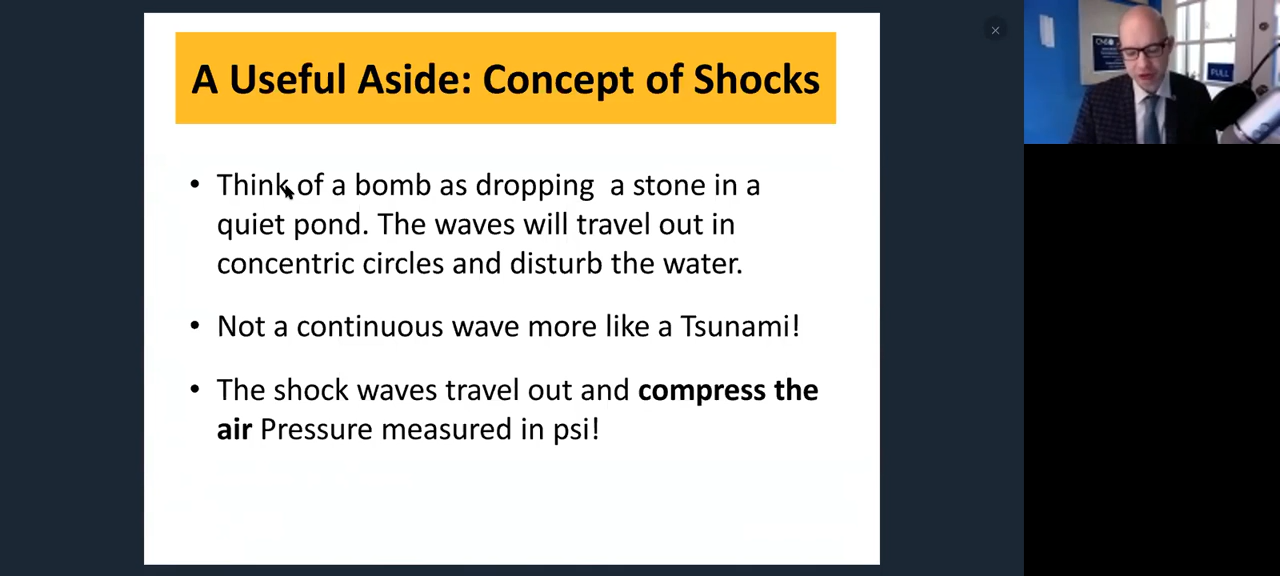 A Useful Aside: Concept of Shocks
• Think of a bomb as dropping  a stone in a
quiet pond. The waves will travel out in
concentric circles and disturb the water.
• Not a continuous wave more like a Tsunami!
• The shock waves travel out and compress the
air Pressure measured in psi!
PULL